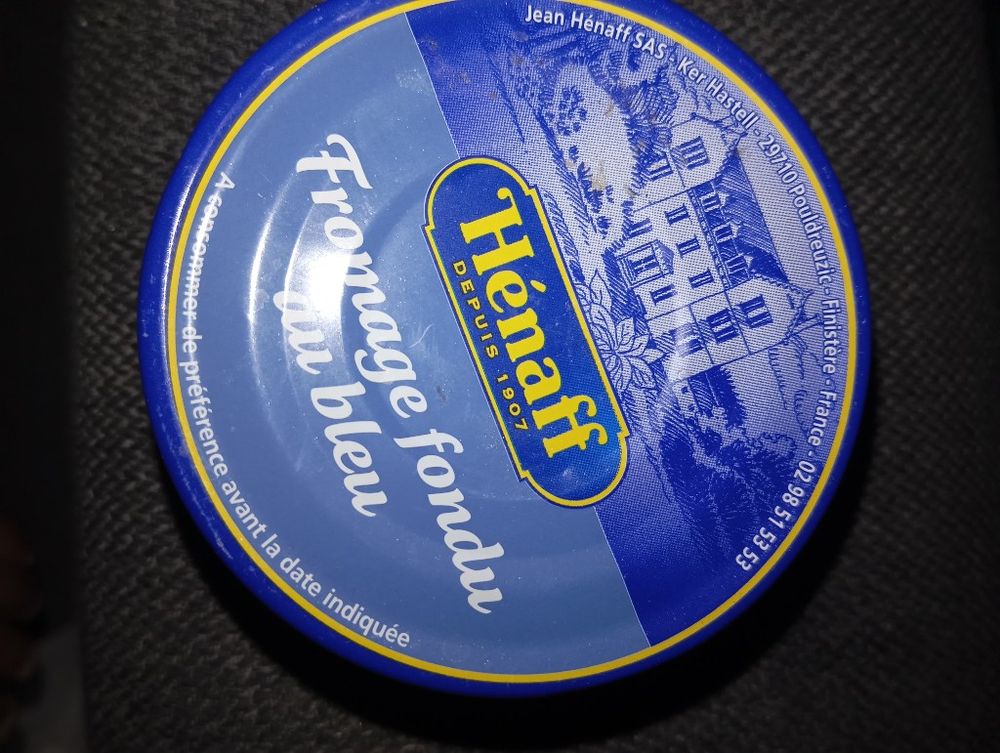 Jean Hénaff SAS - Ker Hastell - 29710 Pouldreuzic - Finistère - France - 02 98 51 53 53
Hénaff
DEPUIS 1907
Fromage fondu
au bleu
A consommer de préférence avant la date indiquée